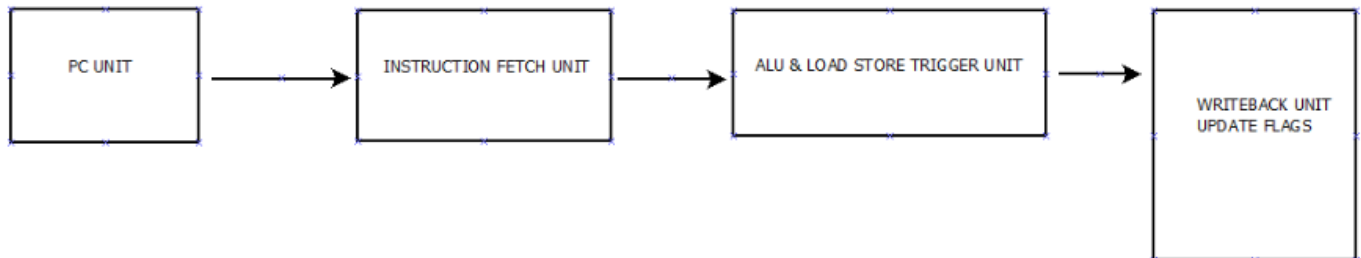 PC UNIT
INSTRUCTION FETCH UNIT
ALU & LOAD STORE TRIGGER UNIT
WRITEBACK UNIT
UPDATE FLAGS